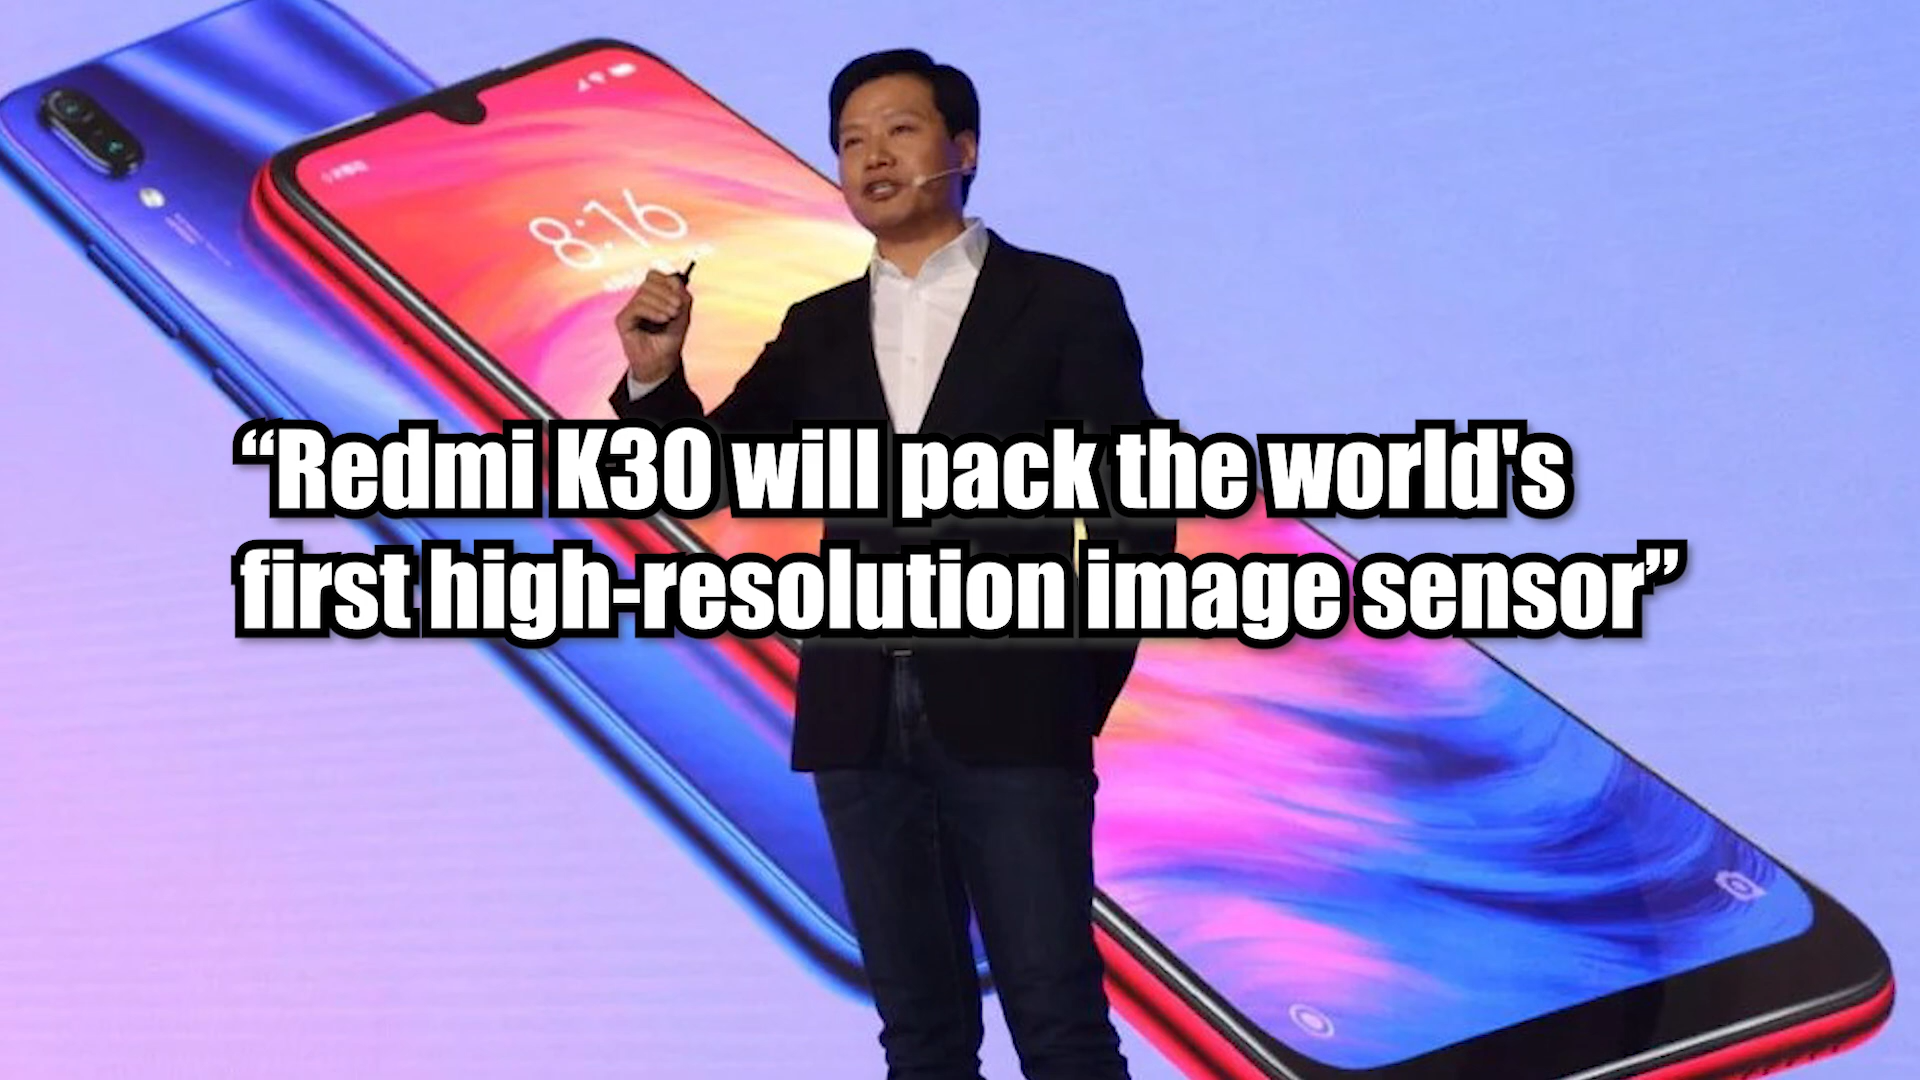 8:16
“Redmi K30 will pack the world's
first high-resolution image sensor”